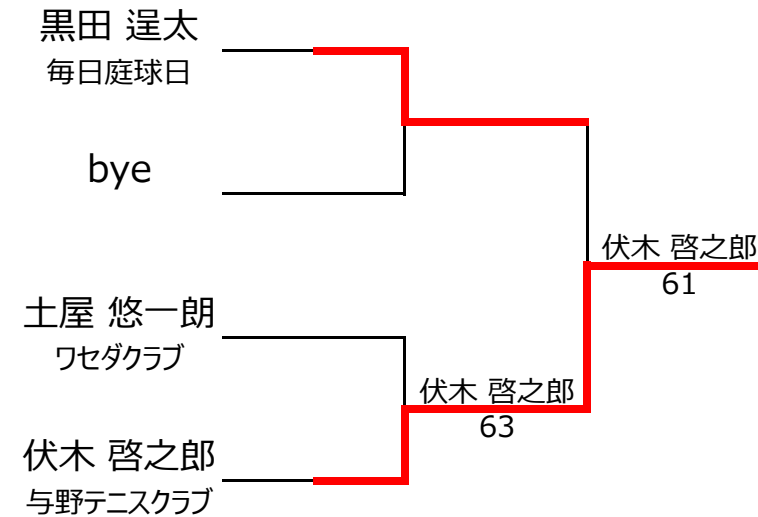 黒田 逞太
毎日庭球日
bye
伏木 啓之郎
61
土屋 悠一朗
ワセダクラブ
伏木 啓之郎
63
伏木 啓之郎
与野テニスクラブ